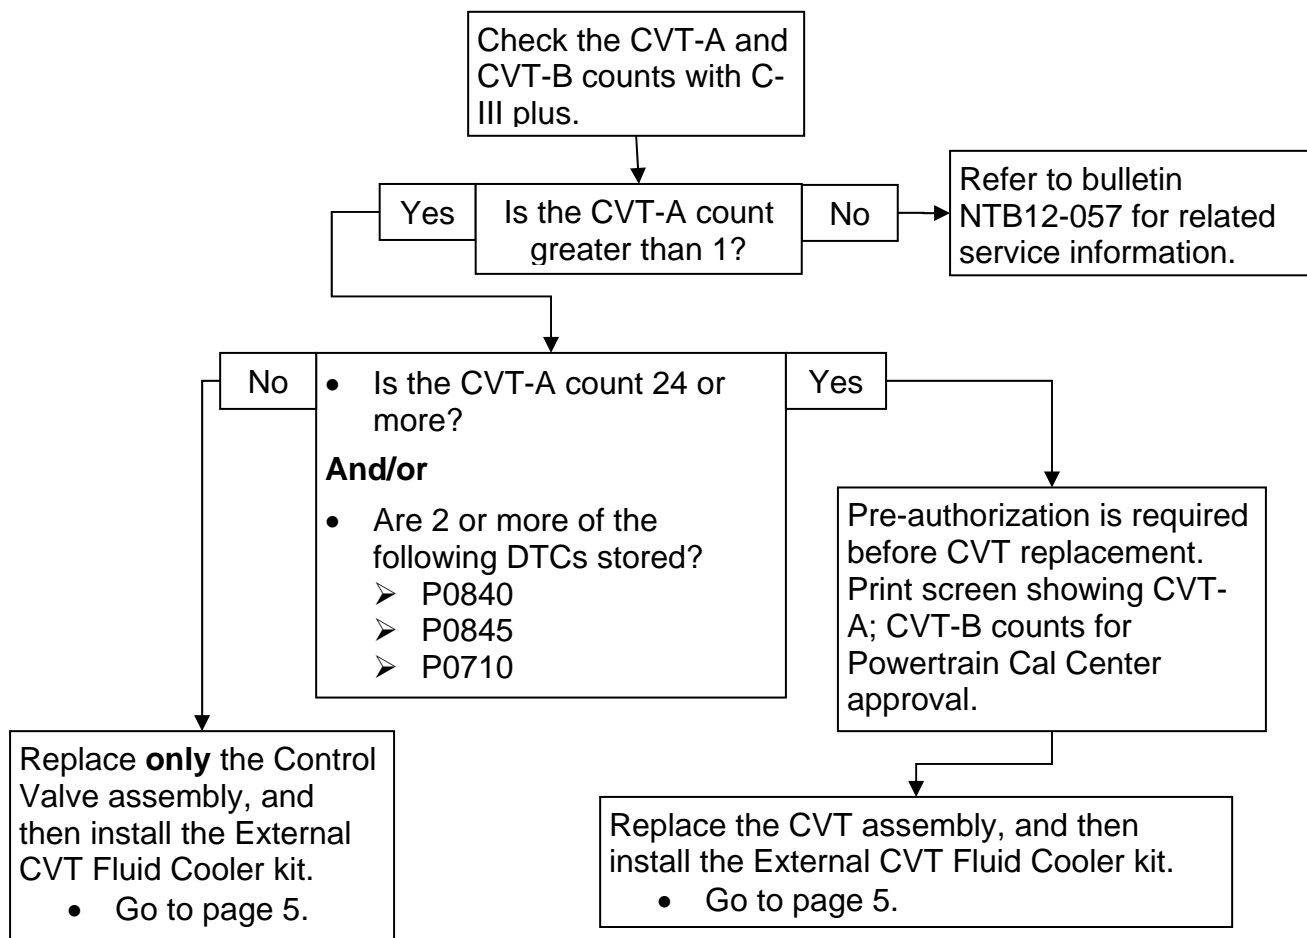 Check the CVT-A and
CVT-B counts with C-
III plus.
Yes
Is the CVT-A count
greater than 1?
No
Refer to bulletin
NTB12-057 for related
service information.
No
• Is the CVT-A count 24 or
more?
And/or
• Are 2 or more of the
following DTCs stored?
➢ P0840
➢ P0845
➢ P0710
Yes
Pre-authorization is required
before CVT replacement.
Print screen showing CVT-
A; CVT-B counts for
Powertrain Cal Center
approval.
Replace only the Control
Valve assembly, and
then install the External
CVT Fluid Cooler kit.
• Go to page 5.
Replace the CVT assembly, and then
install the External CVT Fluid Cooler kit.
• Go to page 5.